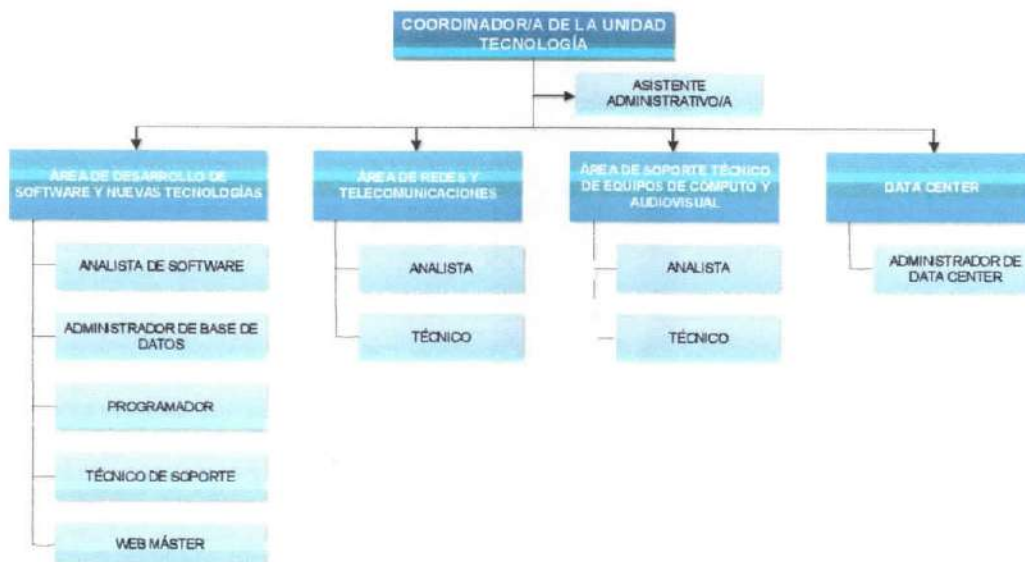 COORDINADOR/A DE LA UNIDAD
TECNOLOGÍA
ASISTENTE
ADMINISTRATIVO/A
ÁREA DE DESARROLLO DE
SOFTWARE Y NUEVAS TECNOLOGÍAS
ANALISTA DE SOFTWARE
ADMINISTRADOR DE BASE DE
DATOS
PROGRAMADOR
TÉCNICO DE SOPORTE
WEB MÁSTER
ÁREA DE REDES Y
TELECOMUNICACIONES
ANALISTA
TÉCNICO
ÁREA DE SOPORTE TÉCNICO
DE EQUIPOS DE CÓMPUTO Y
AUDIOVISUAL
ANALISTA
TÉCNICO
DATA CENTER
ADMINISTRADOR DE
DATA CENTER